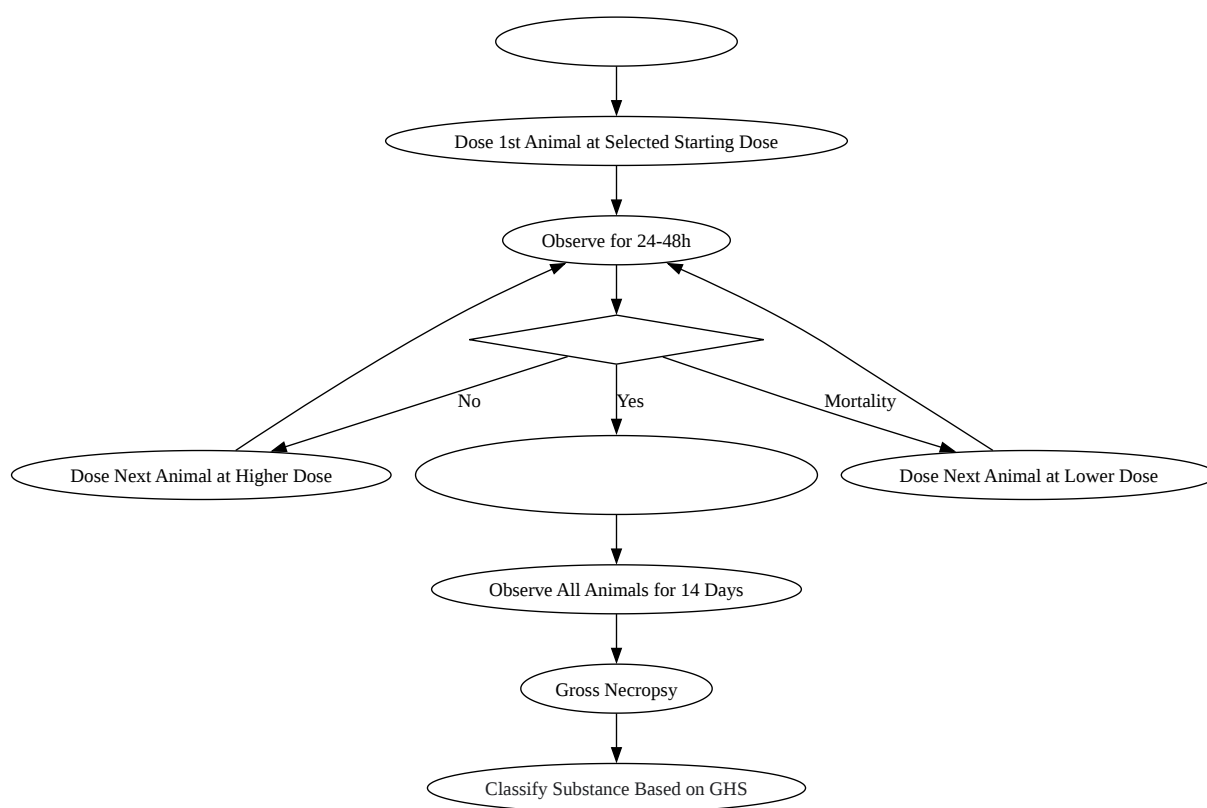 Dose 1st Animal at Selected Starting Dose
Observe for 24-48h
No
Yes
Mortality
Dose Next Animal at Higher Dose
Dose Next Animal at Lower Dose
Observe All Animals for 14 Days
Gross Necropsy
Classify Substance Based on GHS